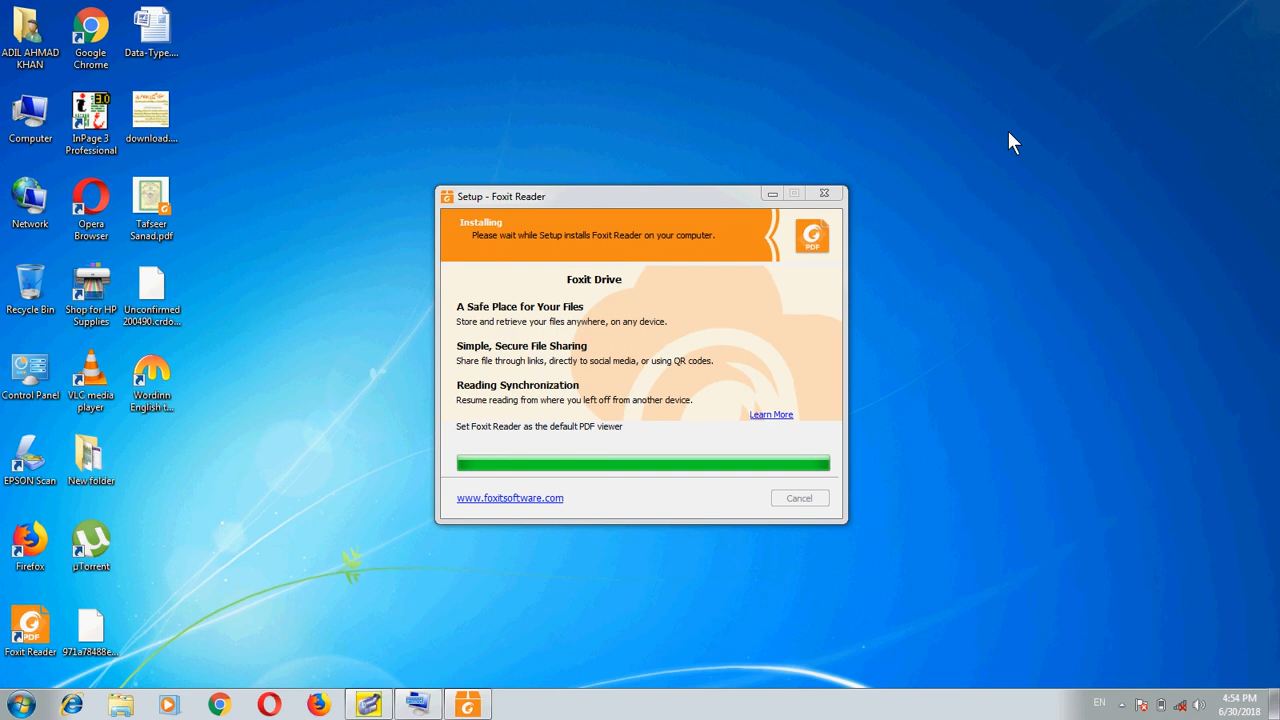 ADIL AHMAD
KHAN
Google
Chrome
Data-Type....
Computer
InPage 3
Professional
download....
Network
Opera
Browser
Tafseer
Sanad.pdf
Recycle Bin
Shop for HP
Supplies
Unconfirmed
200490.crdo...
Control Panel
VLC media
player
Wordinn
English t...
EPSON Scan
New folder
Firefox
µTorrent
Foxit Reader
971a78488e...
Setup - Foxit Reader
Installing
Please wait while Setup installs Foxit Reader on your computer.
PDF
Foxit Drive
A Safe Place for Your Files
Store and retrieve your files anywhere, on any device.
Simple, Secure File Sharing
Share file through links, directly to social media, or using QR codes.
Reading Synchronization
Resume reading from where you left off from another device.
Learn More
Set Foxit Reader as the default PDF viewer
www.foxitsoftware.com
Cancel
EN
4:54 PM
6/30/2018